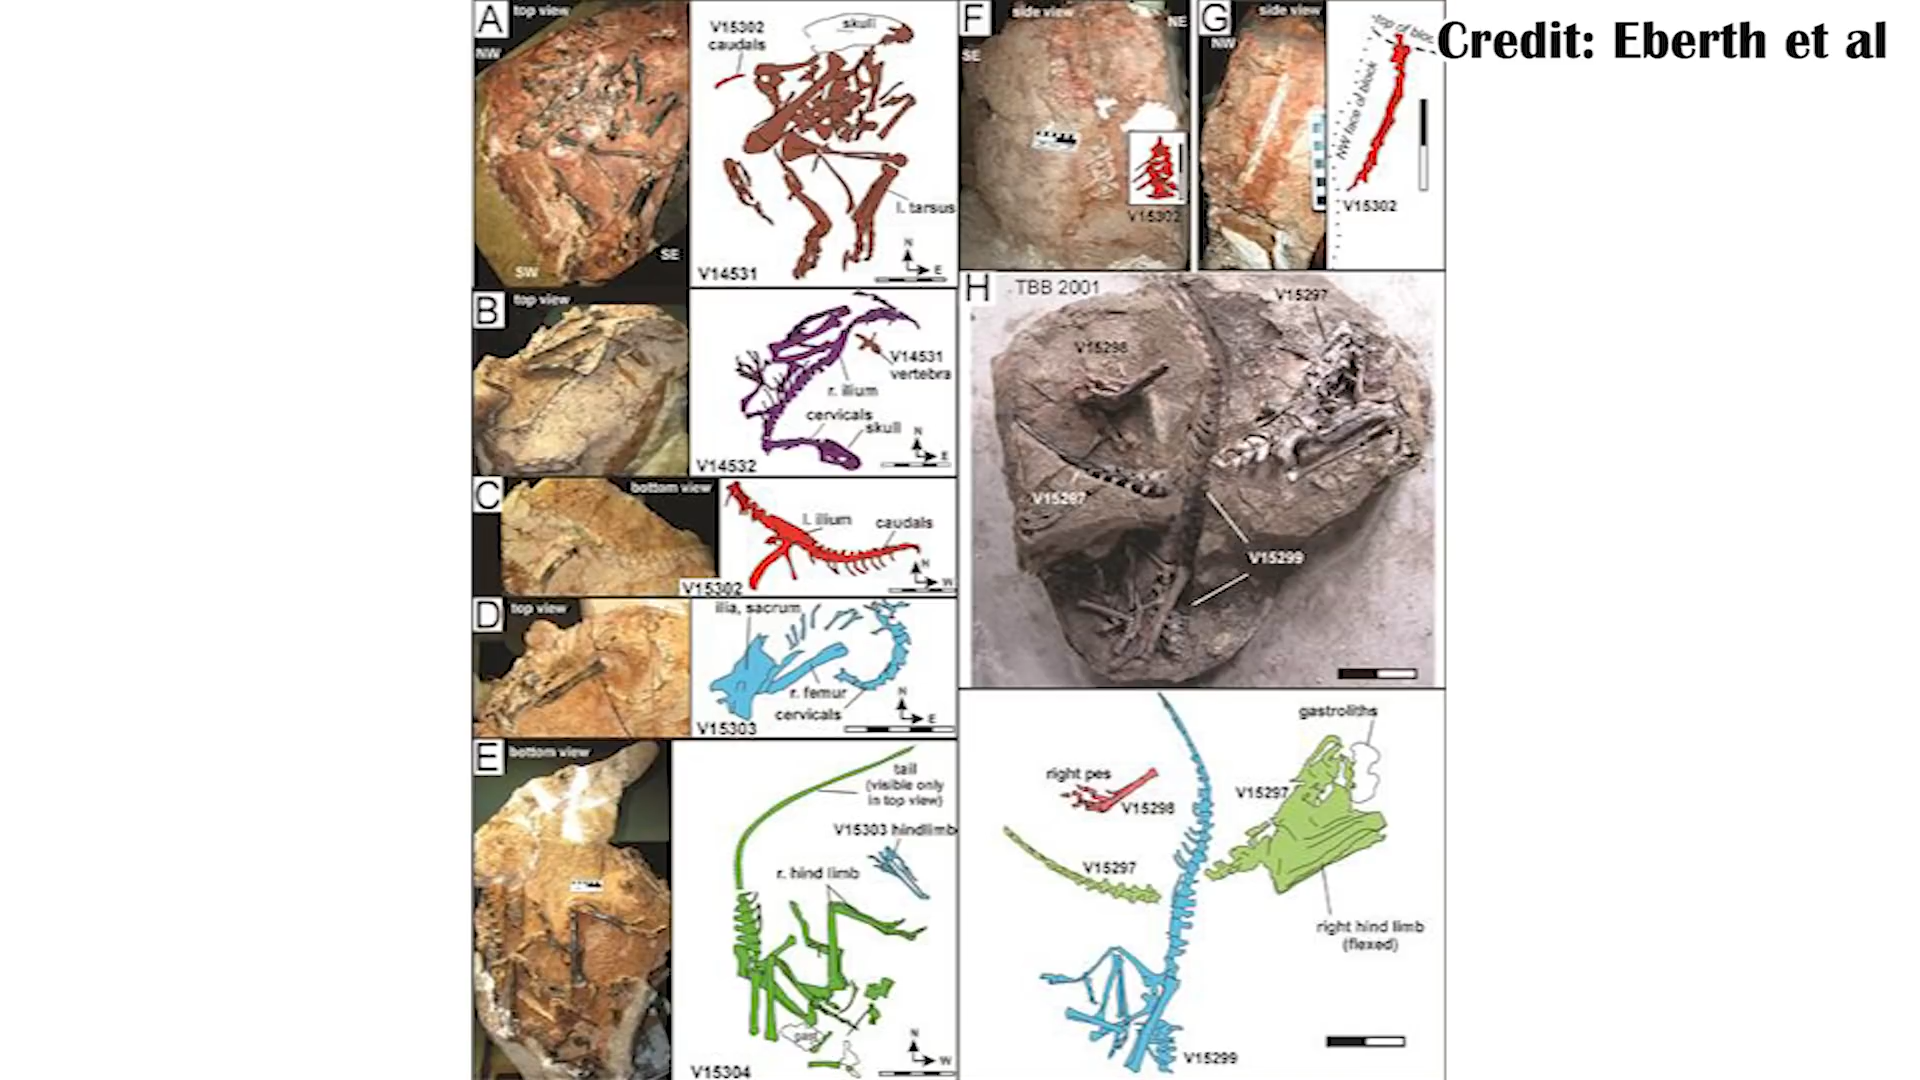 Credit: Eberth et al
A
top view
NW
SW
SE
V15302
caudals
skull
l. tarsus
N
E
V14531
B
top view
V14531
vertebra
r. ilium
cervicals
skull
N
E
V14532
C
bottom view
l. ilium
caudals
N
W
V15302
D
top view
ilia, sacrum
r. femur
cervicals
N
E
V15303
E
bottom view
tail
(visible only
in top view)
V15303 hindlimb
r. hind limb
gast
N
W
V15304
F
side view
NE
SE
V15302
G
side view
NW
top of bloc
NW face of block
V15302
H
TBB 2001
V15297
V15298
V15297
V15299
gastroliths
right pes
V15298
V15297
V15297
right hind limb
(flexed)
V15299